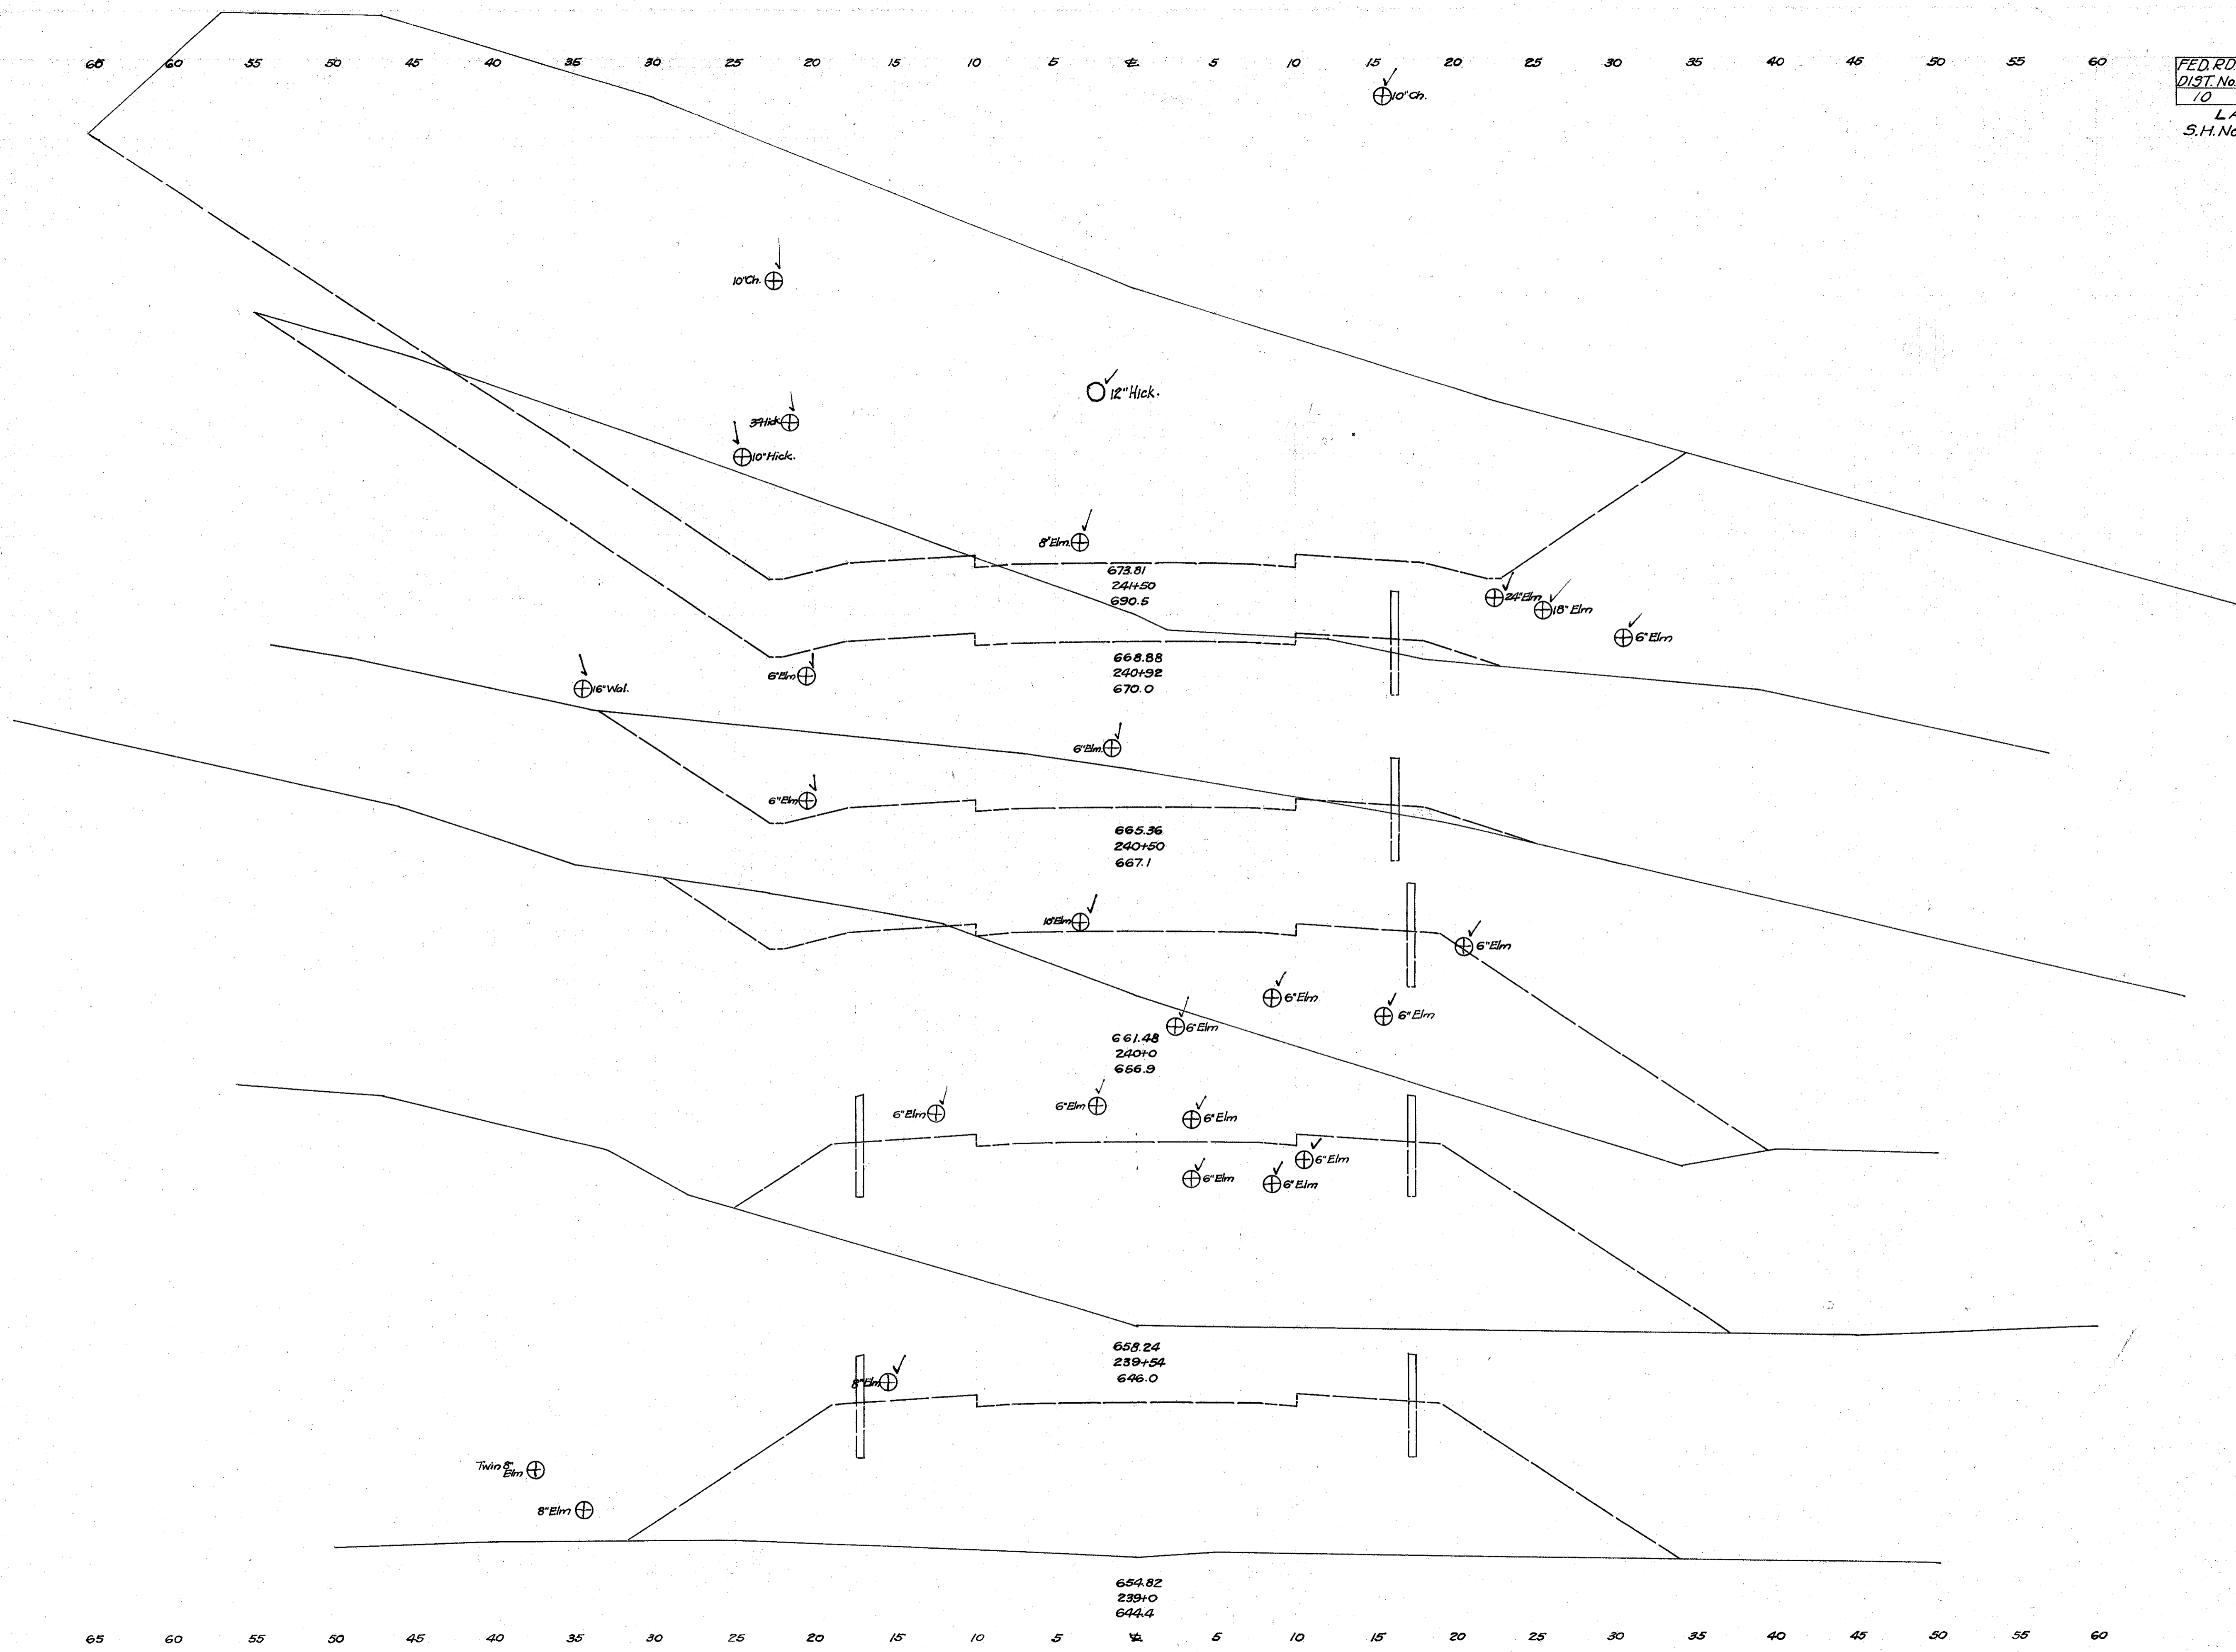 65 60 55 50 45 40 35 30 25 20 15 10 5 ℄ 5 10 15 20 25 30 35 40 45 50 55 60
FED. RD.
DIST. No.
10
S.H. No
10"Ch.
10"Ch.
12"Hick.
3"Hick
10"Hick.
8"Elm.
673.81
241+50
690.5
24"Elm
18"Elm
6"Elm
668.88
240+92
670.0
6"Elm
16"Wal.
6"Elm.
6"Elm
665.36
240+50
667.1
10"Elm
6"Elm
6"Elm
6"Elm
6"Elm
661.48
240+0
666.9
6"Elm
6"Elm
6"Elm
6"Elm
6"Elm
6"Elm
658.24
239+54
646.0
8"Elm
Twin 8"
Elm
8"Elm
654.82
239+0
644.4
65 60 55 50 45 40 35 30 25 20 15 10 5 ℄ 5 10 15 20 25 30 35 40 45 50 55 60